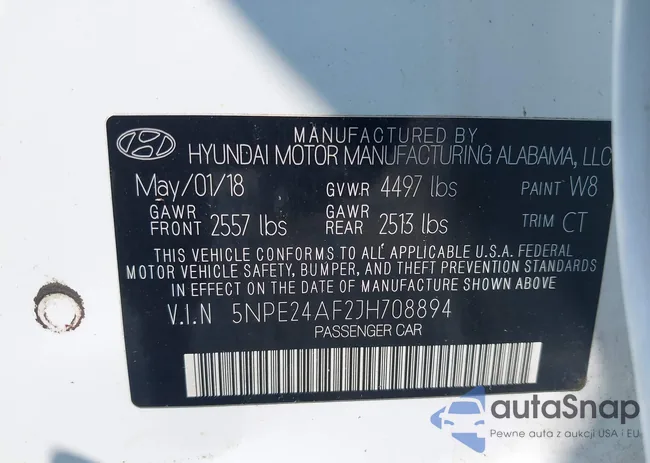 MANUFACTURED BY
HYUNDAI MOTOR MANUFACTURING ALABAMA, LLC
May/01/18 GVWR 4497 lbs PAINT W8
GAWR FRONT 2557 lbs GAWR REAR 2513 lbs TRIM CT
THIS VEHICLE CONFORMS TO ALL APPLICABLE U.S.A. FEDERAL
MOTOR VEHICLE SAFETY, BUMPER, AND THEFT PREVENTION STANDARDS
IN EFFECT ON THE DATE OF MANUFACTURE SHOWN ABOVE
V.I.N 5NPE24AF2JH708894
PASSENGER CAR
autaSnap
Pewne auta z aukcji USA i EU